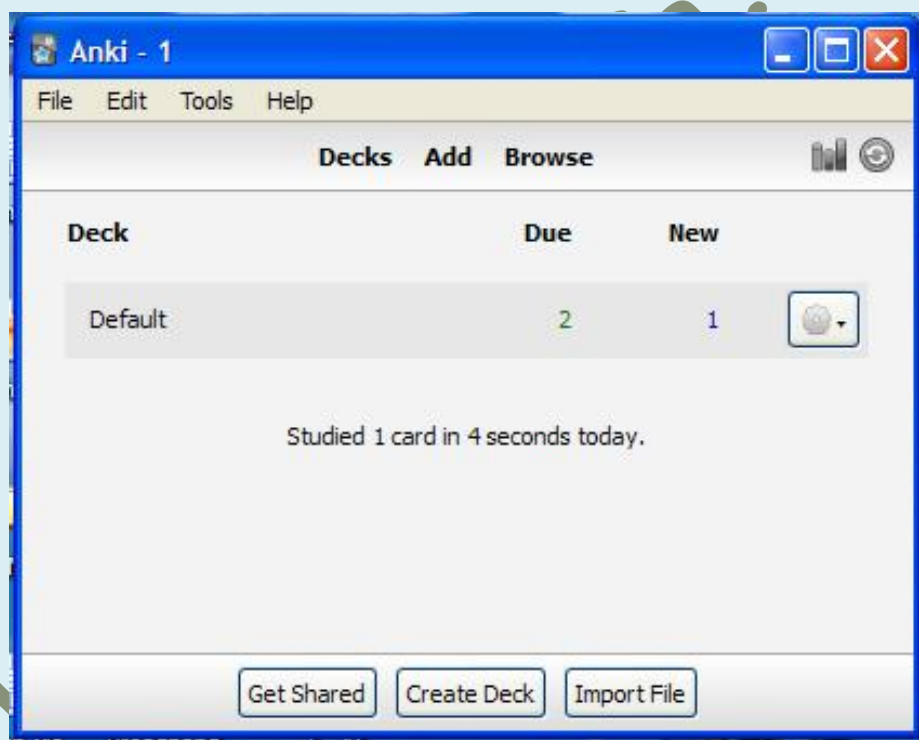 Anki - 1
File Edit Tools Help
Decks Add Browse
Deck Due New
Default 2 1
Studied 1 card in 4 seconds today.
Get Shared Create Deck Import File